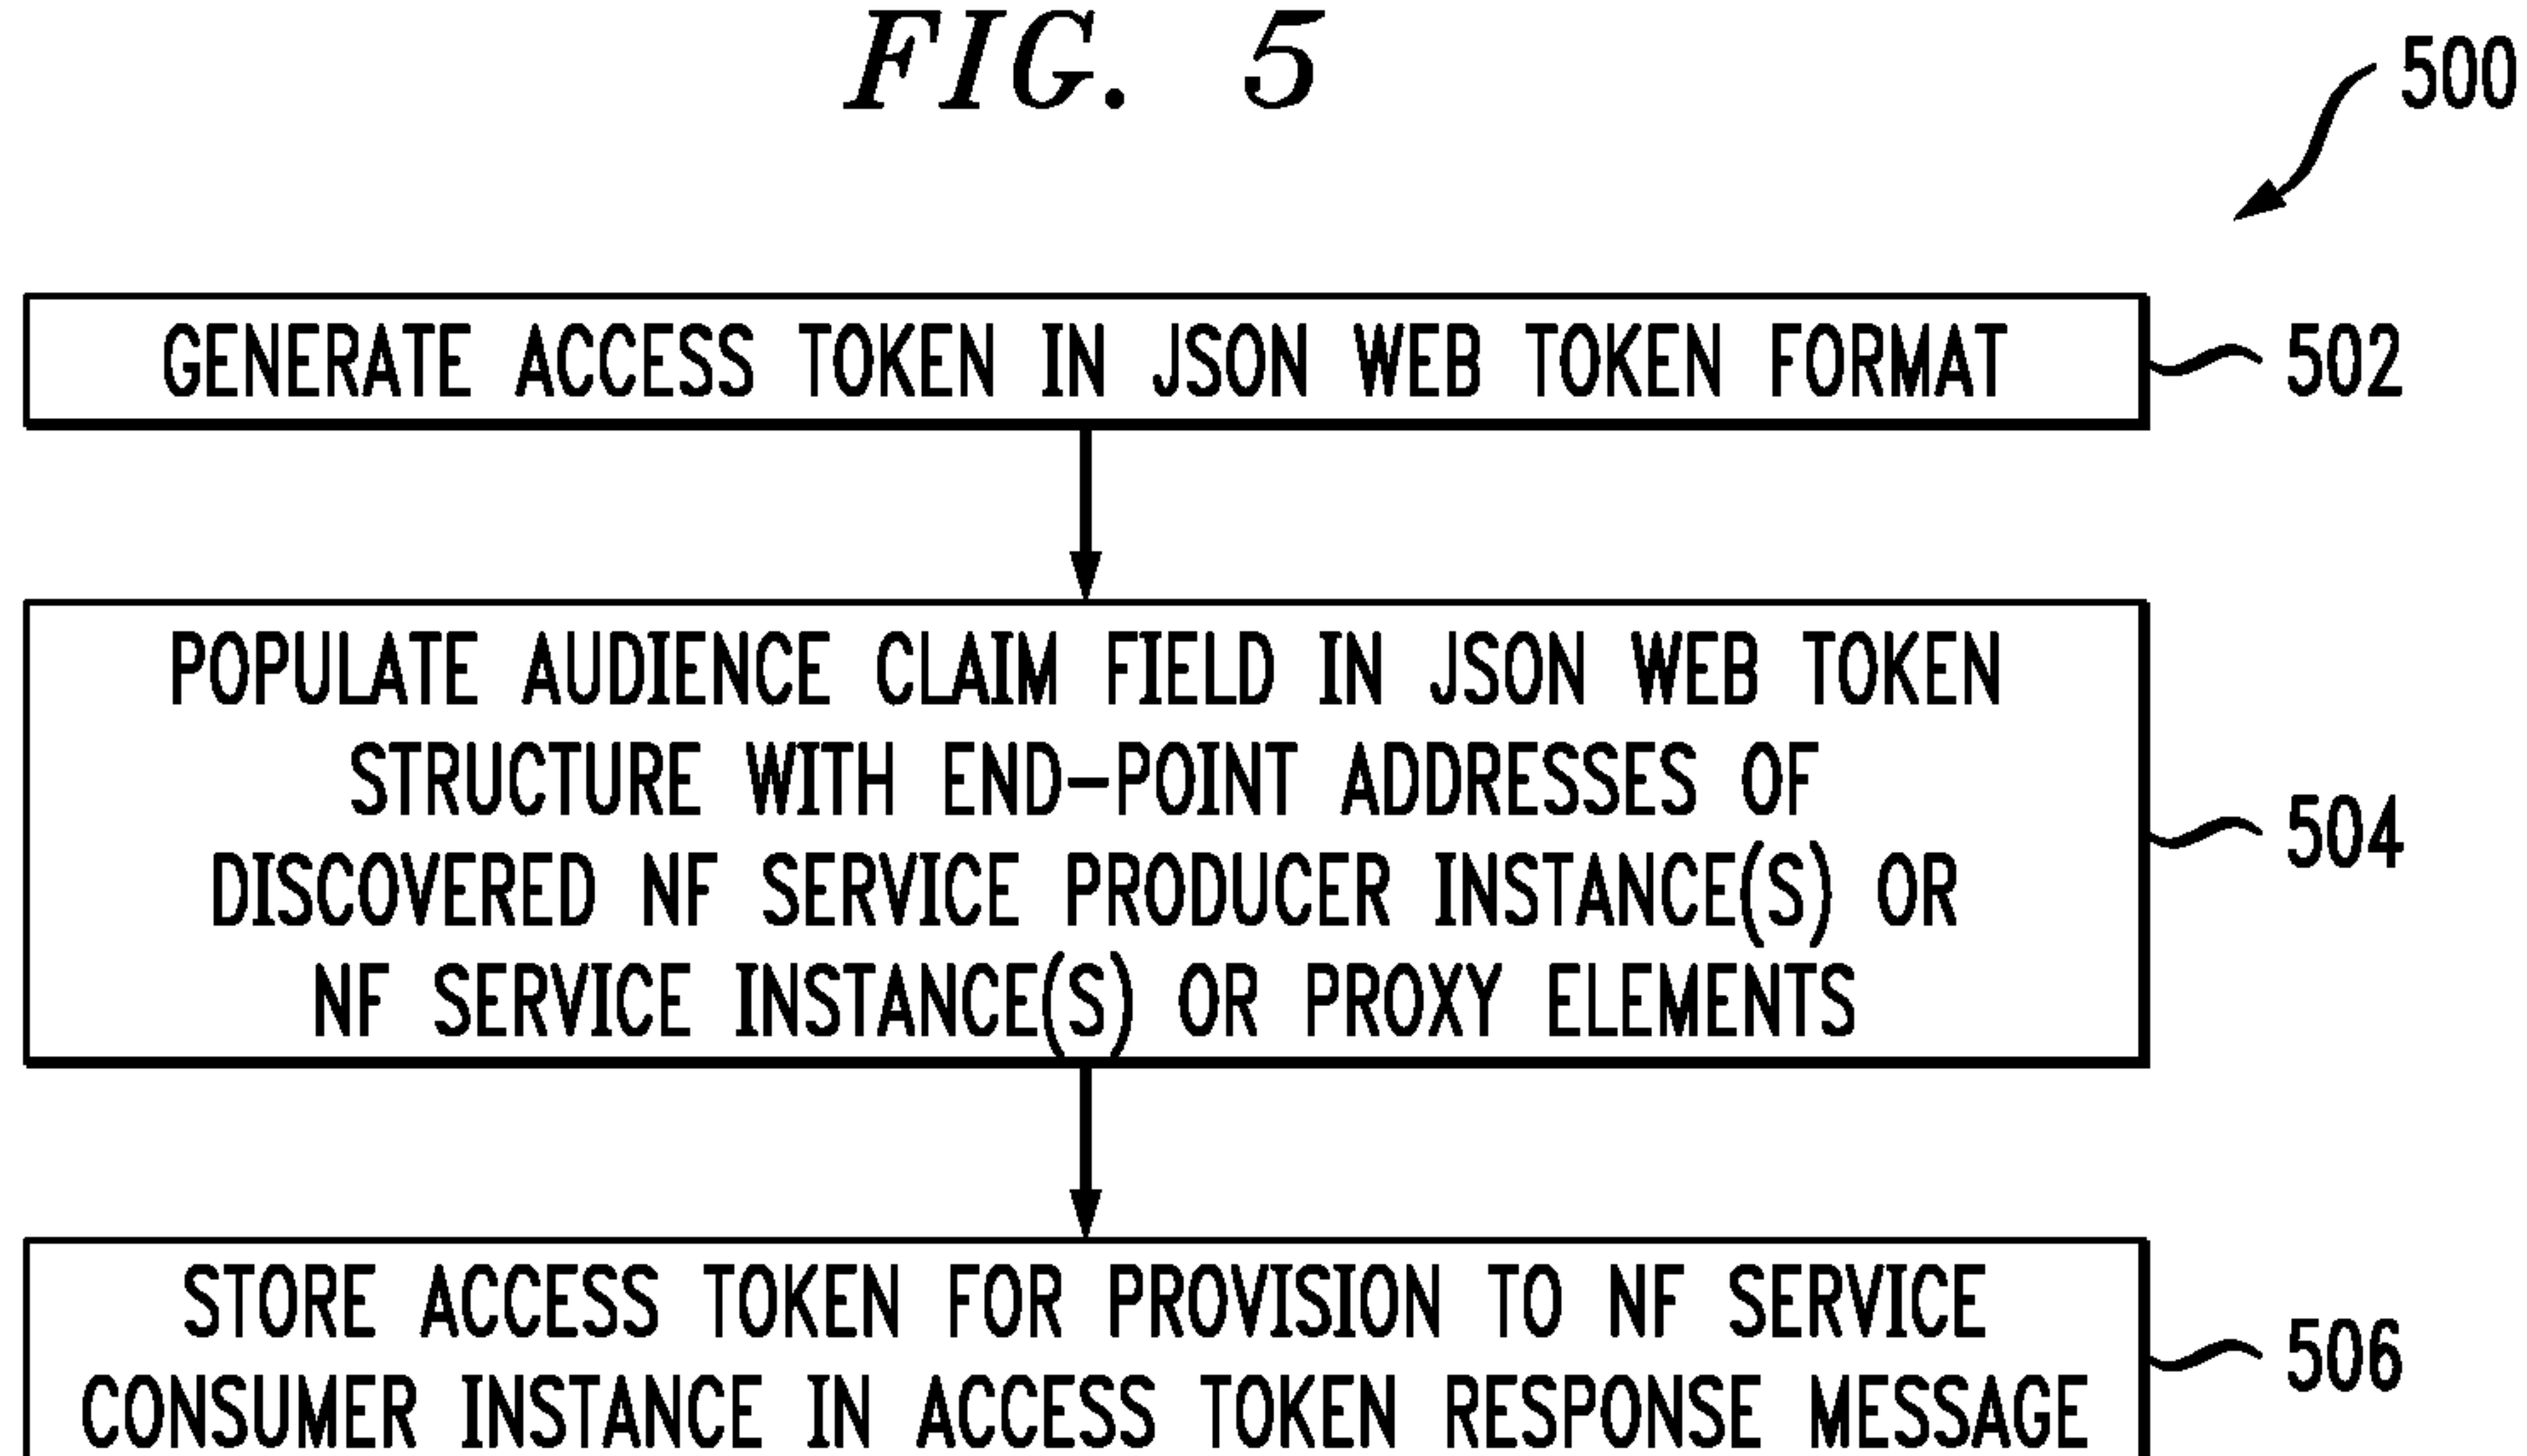 FIG. 5
500
GENERATE ACCESS TOKEN IN JSON WEB TOKEN FORMAT
502
POPULATE AUDIENCE CLAIM FIELD IN JSON WEB TOKEN
STRUCTURE WITH END-POINT ADDRESSES OF
DISCOVERED NF SERVICE PRODUCER INSTANCE(S) OR
NF SERVICE INSTANCE(S) OR PROXY ELEMENTS
504
STORE ACCESS TOKEN FOR PROVISION TO NF SERVICE
CONSUMER INSTANCE IN ACCESS TOKEN RESPONSE MESSAGE
506